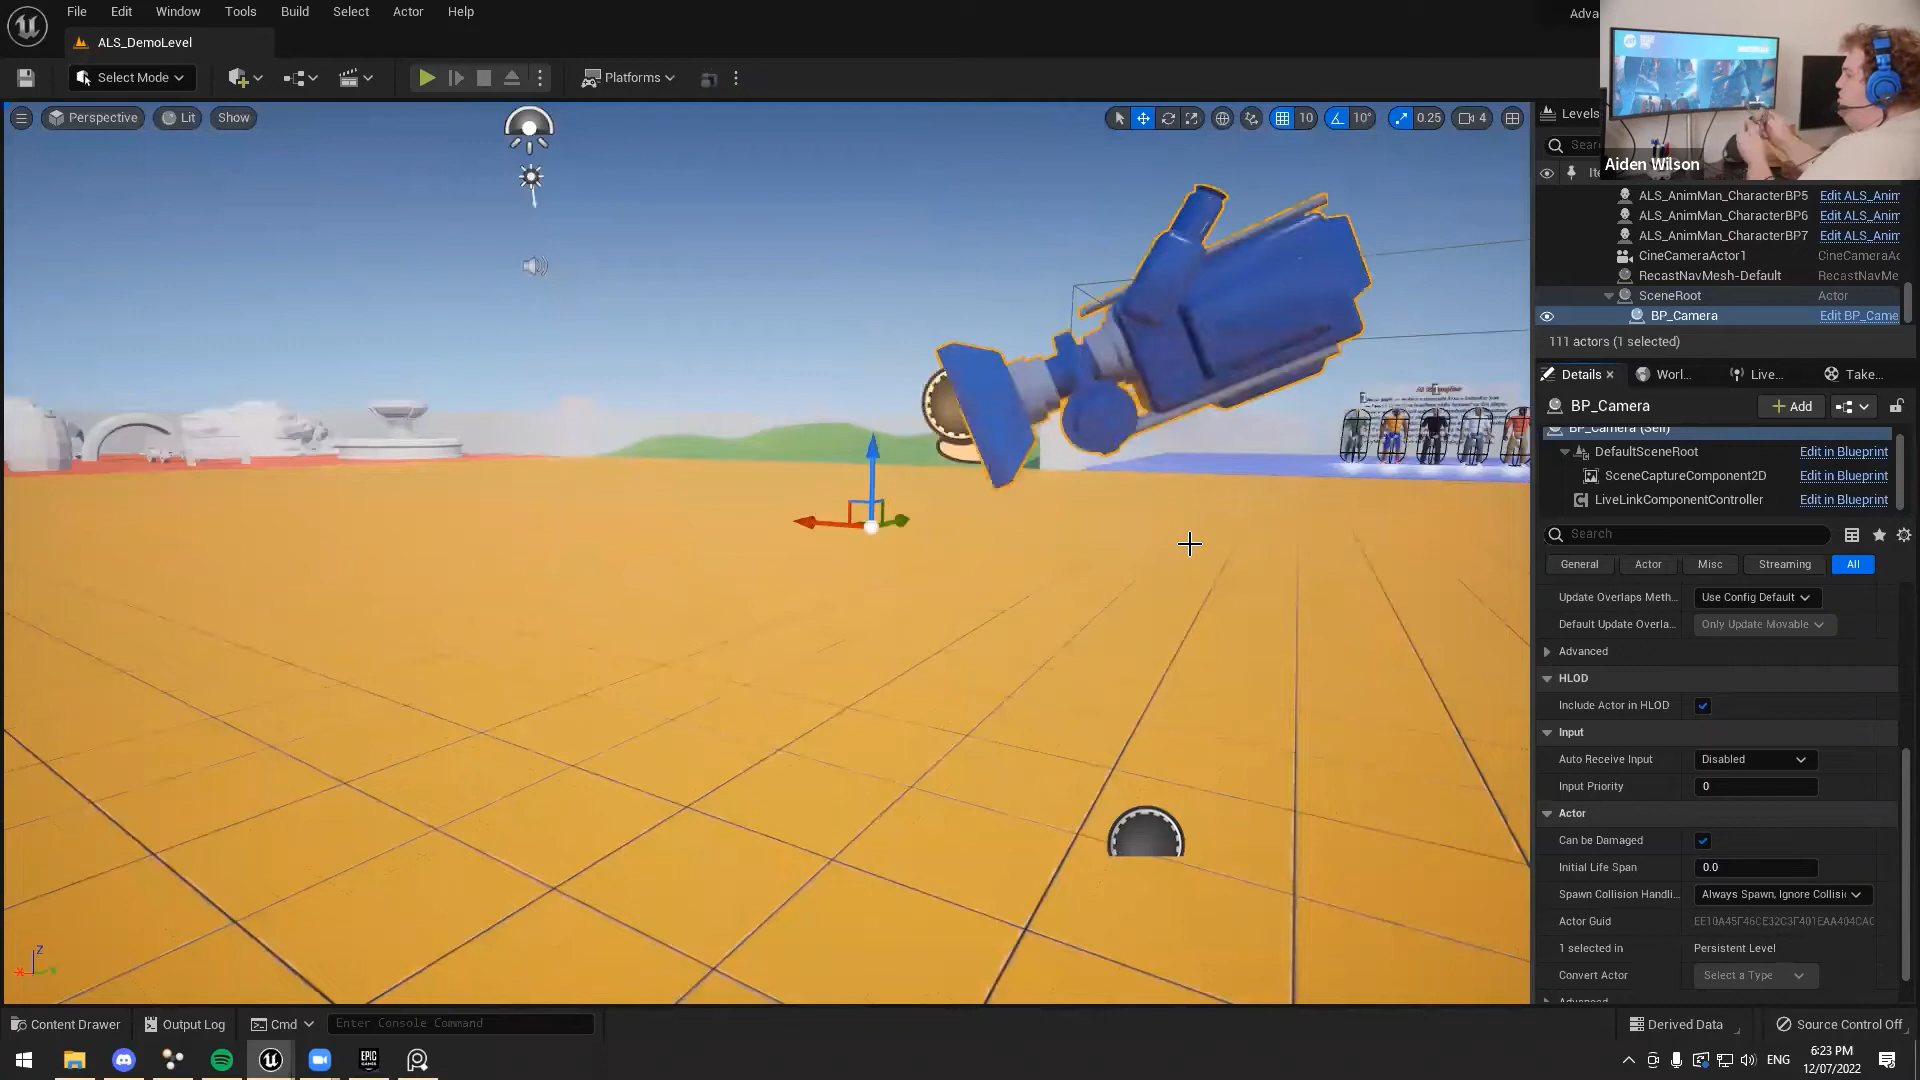 File Edit Window Tools Build Select Actor Help
Adva
ALS_DemoLevel
Select Mode
Platforms
Perspective Lit Show
10 10° 0.25 4
Levels
Aiden Wilson
ALS_AnimMan_CharacterBP5 Edit ALS_Anim
ALS_AnimMan_CharacterBP6 Edit ALS_Anim
ALS_AnimMan_CharacterBP7 Edit ALS_Anim
CineCameraActor1 CineCameraAc
RecastNavMesh-Default RecastNavMe
SceneRoot Actor
BP_Camera Edit BP_Came
111 actors (1 selected)
Details Worl... Live... Take...
BP_Camera Add
BP_Camera (Self)
DefaultSceneRoot Edit in Blueprint
SceneCaptureComponent2D Edit in Blueprint
LiveLinkComponentController Edit in Blueprint
Search
General Actor Misc Streaming All
Update Overlaps Meth... Use Config Default
Default Update Overla... Only Update Movable
Advanced
HLOD
Include Actor in HLOD
Input
Auto Receive Input Disabled
Input Priority 0
Actor
Can be Damaged
Initial Life Span 0.0
Spawn Collision Handli... Always Spawn, Ignore Collisi
Actor Guid
1 selected in Persistent Level
Convert Actor Select a Type
Advanced
Z
X
Content Drawer Output Log Cmd Enter Console Command
Derived Data Source Control Off
EPIC GAMES
ENG
6:23 PM
12/07/2022